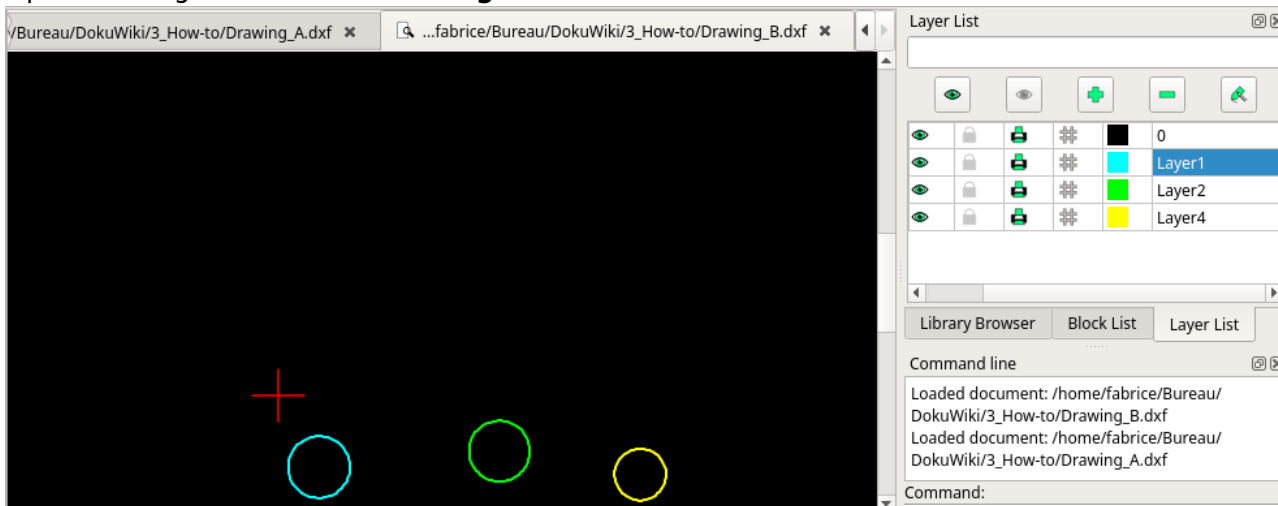 /Bureau/DokuWiki/3_How-to/Drawing_A.dxf
...fabrice/Bureau/DokuWiki/3_How-to/Drawing_B.dxf
Layer List
0
Layer1
Layer2
Layer4
Library Browser
Block List
Layer List
Command line
Loaded document: /home/fabrice/Bureau/
DokuWiki/3_How-to/Drawing_B.dxf
Loaded document: /home/fabrice/Bureau/
DokuWiki/3_How-to/Drawing_A.dxf
Command: